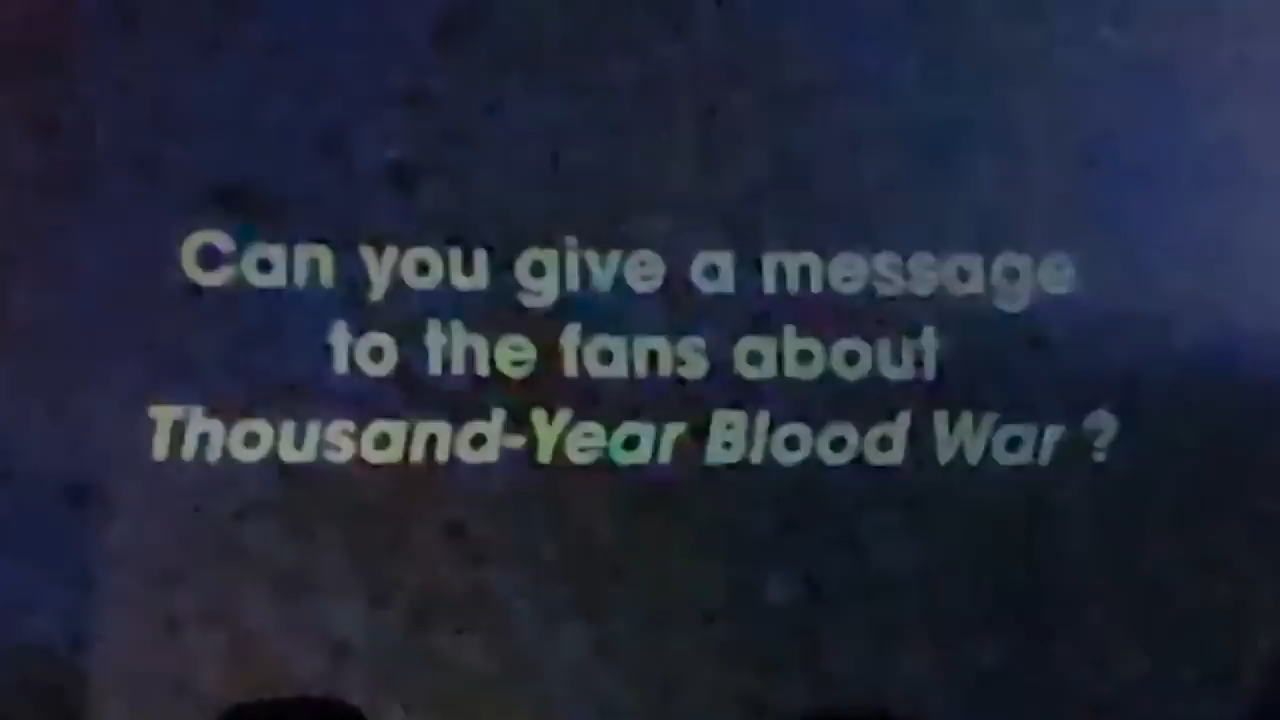 Can you give a message
to the fans about
Thousand-Year Blood War ?